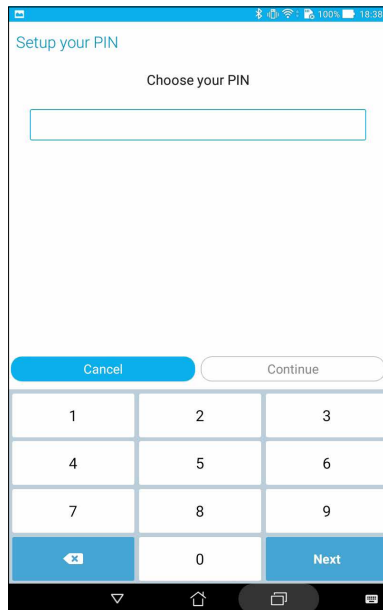 100% 18:38
Setup your PIN
Choose your PIN
Cancel Continue
1 2 3
4 5 6
7 8 9
0 Next